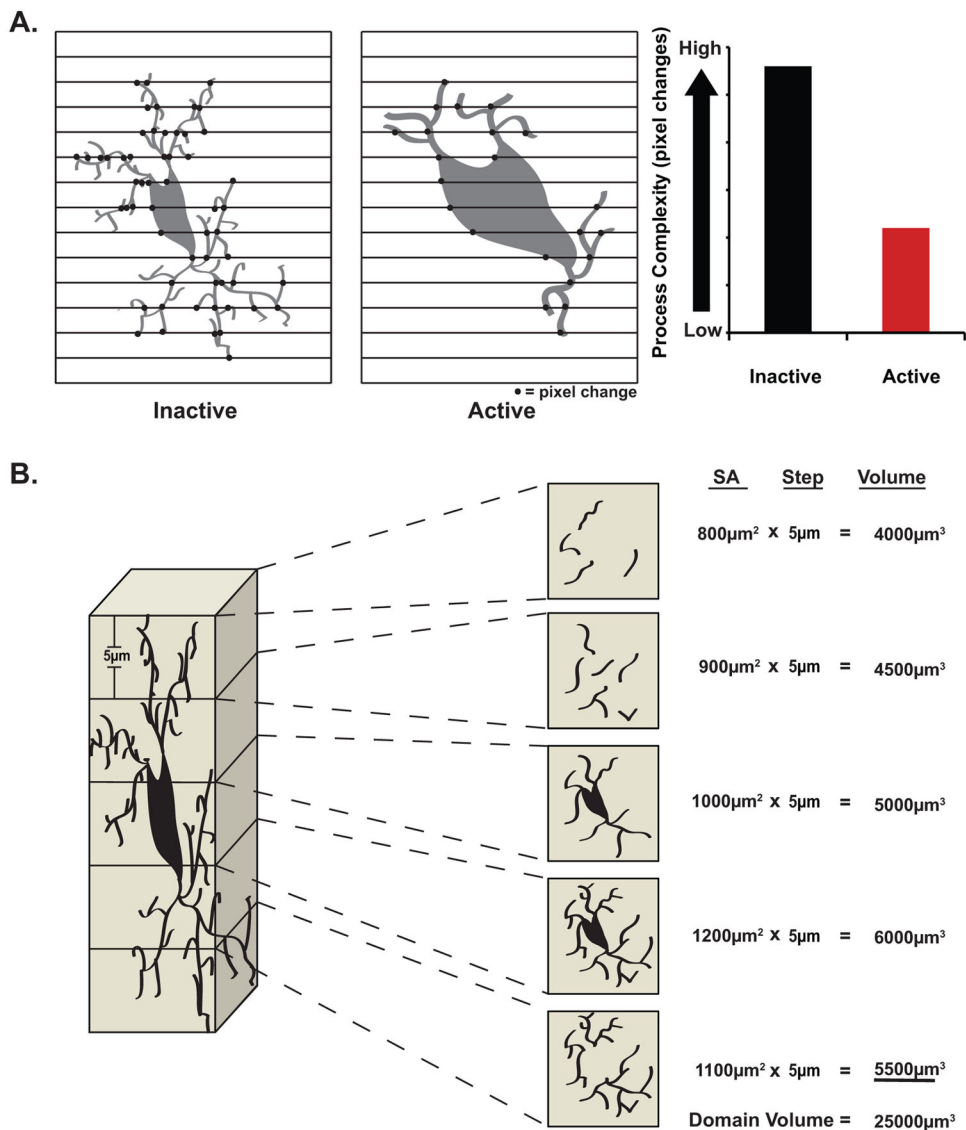 A.
High
Process Complexity (pixel changes)
Low
• = pixel change
Inactive
Active
Inactive
Active
B.
SA Step Volume
5µm
800µm² x 5µm = 4000µm³
900µm² x 5µm = 4500µm³
1000µm² x 5µm = 5000µm³
1200µm² x 5µm = 6000µm³
1100µm² x 5µm = 5500µm³
Domain Volume = 25000µm³